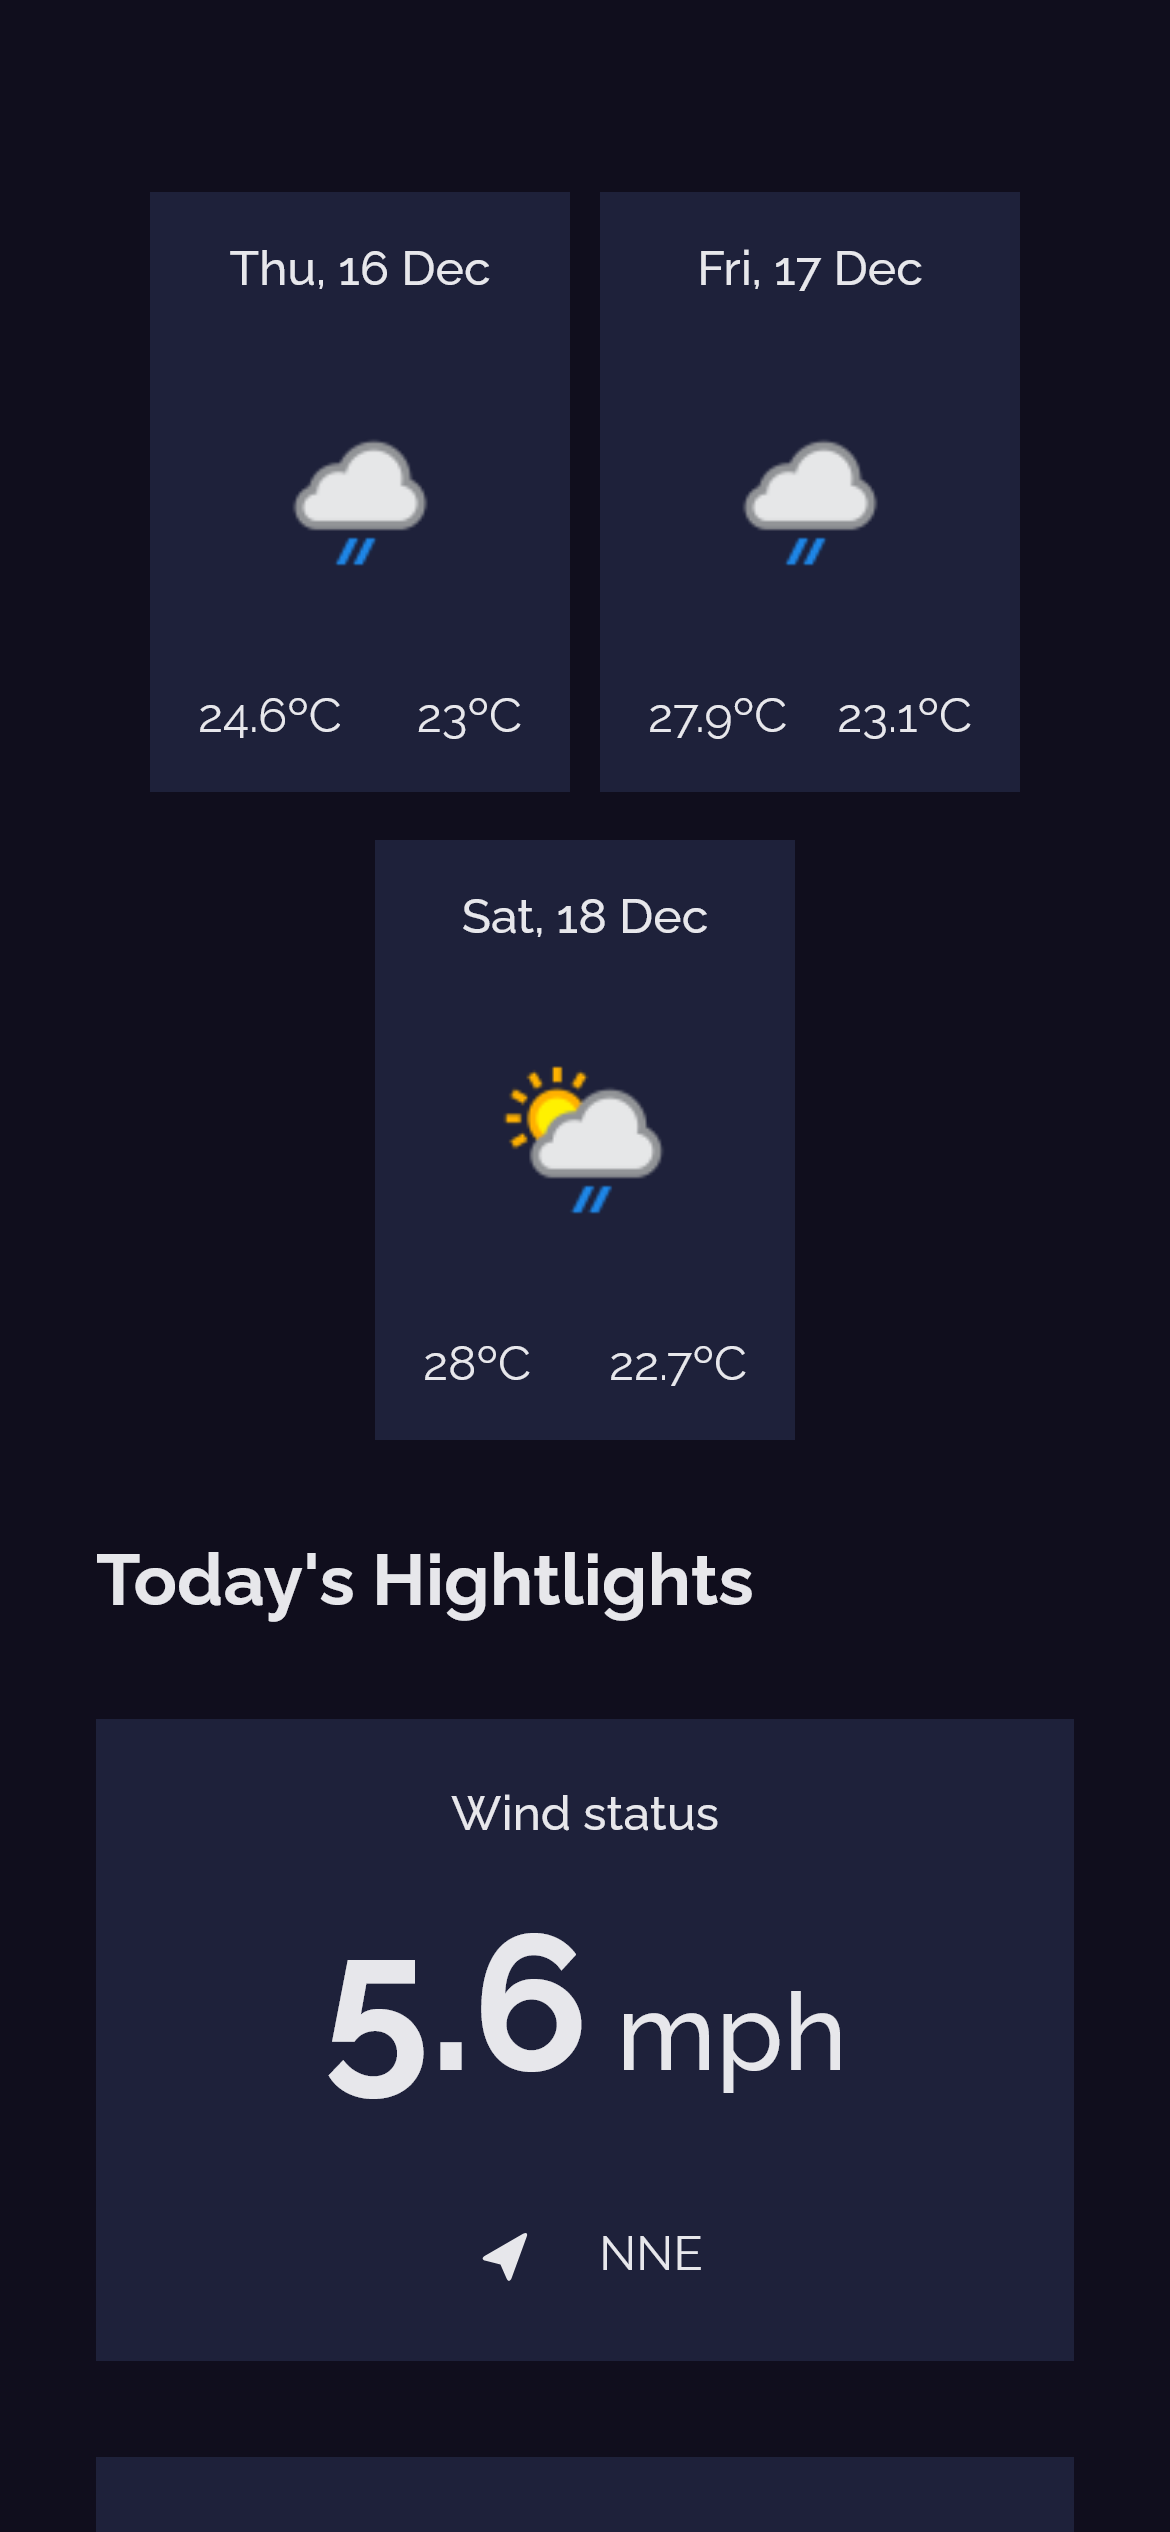 Thu, 16 Dec
24.6°C 23°C
Fri, 17 Dec
27.9°C 23.1°C
Sat, 18 Dec
28°C 22.7°C
Today's Hightlights
Wind status
5.6 mph
NNE